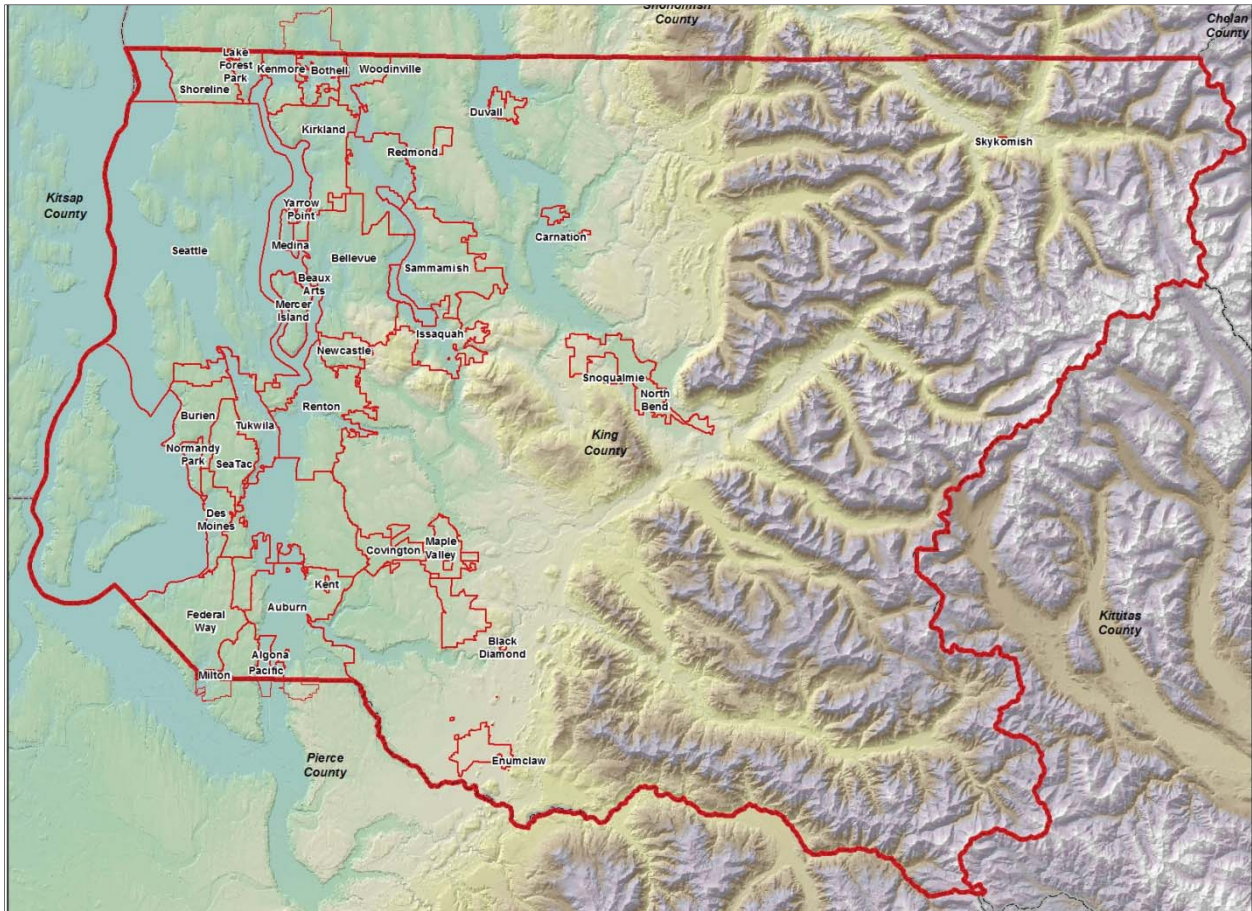 Snohomish
County
Chelan
County
Lake
Forest
Park
Kenmore
Bothell
Woodinville
Shoreline
Duvall
Kirkland
Skykomish
Redmond
Kitsap
County
Yarrow
Point
Carnation
Medina
Seattle
Bellevue
Sammamish
Beaux
Arts
Mercer
Island
Issaquah
Newcastle
Snoqualmie
North
Bend
Renton
Burien
Tukwila
King
County
Normandy
Park
SeaTac
Des
Moines
Covington
Maple
Valley
Kent
Auburn
Federal
Way
Kittitas
County
Black
Diamond
Algona
Pacific
Milton
Pierce
County
Enumclaw